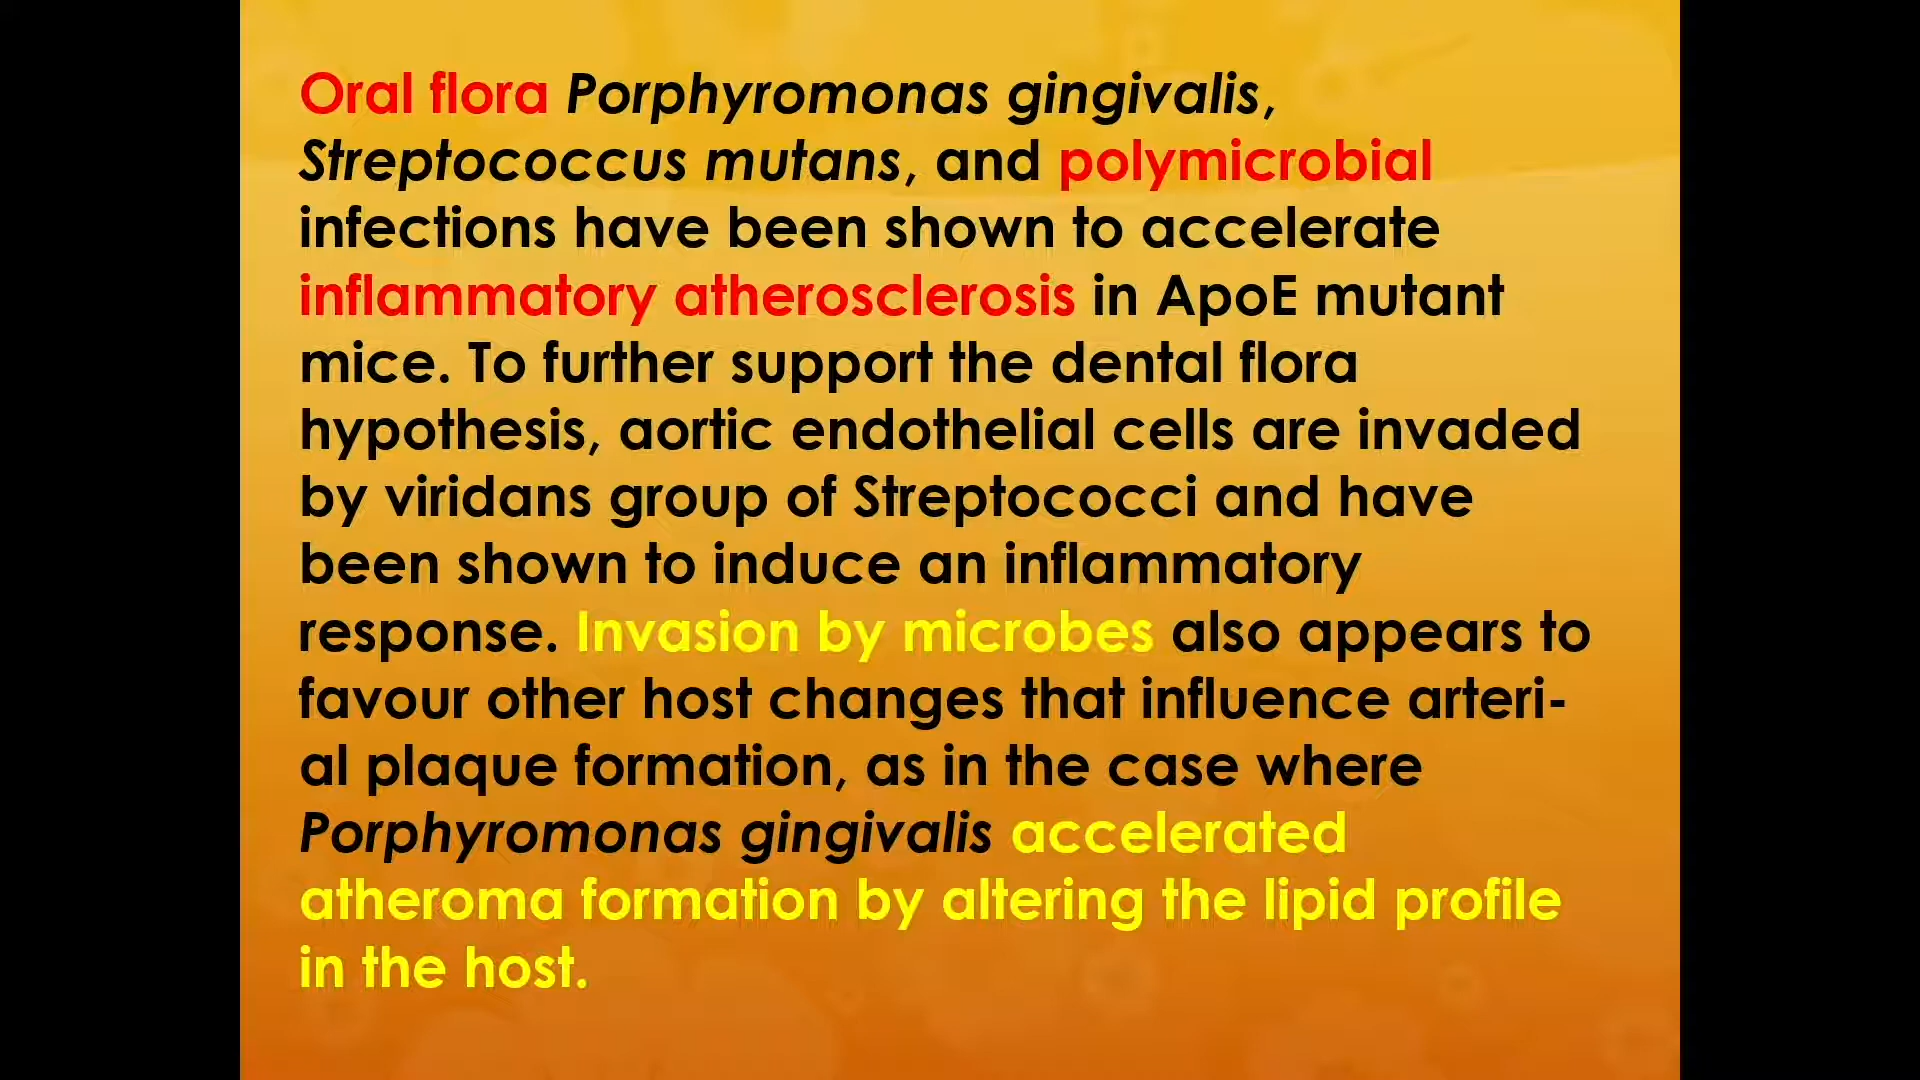 Oral flora Porphyromonas gingivalis,
Streptococcus mutans, and polymicrobial
infections have been shown to accelerate
inflammatory atherosclerosis in ApoE mutant
mice. To further support the dental flora
hypothesis, aortic endothelial cells are invaded
by viridans group of Streptococci and have
been shown to induce an inflammatory
response. Invasion by microbes also appears to
favour other host changes that influence arteri-
al plaque formation, as in the case where
Porphyromonas gingivalis accelerated
atheroma formation by altering the lipid profile
in the host.